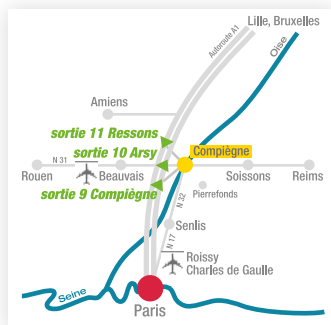 Lille, Bruxelles
Autoroute A1
Oise
Amiens
sortie 11 Ressons
sortie 10 Arsy
Compiègne
N 31
Rouen
Beauvais
Soissons
Reims
sortie 9 Compiègne
Pierrefonds
N 32
Senlis
N 17
Roissy
Charles de Gaulle
Seine
Paris